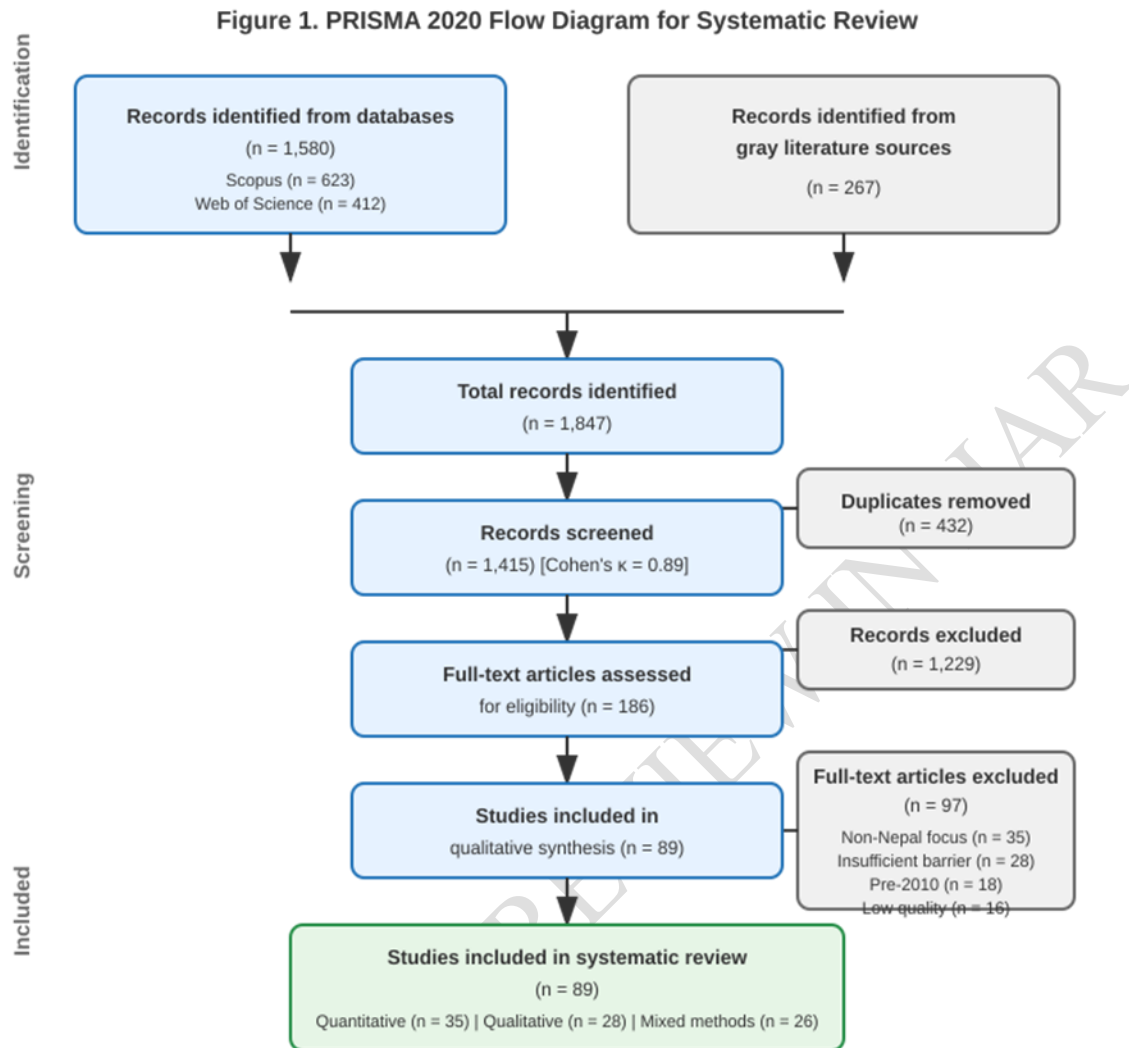 Figure 1. PRISMA 2020 Flow Diagram for Systematic Review
Identification
Records identified from databases
(n = 1,580)
Scopus (n = 623)
Web of Science (n = 412)
Records identified from
gray literature sources
(n = 267)
Total records identified
(n = 1,847)
Screening
Records screened
(n = 1,415) [Cohen's κ = 0.89]
Duplicates removed
(n = 432)
Full-text articles assessed
for eligibility (n = 186)
Records excluded
(n = 1,229)
Studies included in
qualitative synthesis (n = 89)
Full-text articles excluded
(n = 97)
Non-Nepal focus (n = 35)
Insufficient barrier (n = 28)
Pre-2010 (n = 18)
Low quality (n = 16)
Included
Studies included in systematic review
(n = 89)
Quantitative (n = 35) | Qualitative (n = 28) | Mixed methods (n = 26)
REVIEW IN JAR